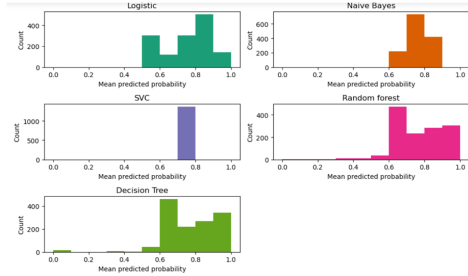 Logistic
Count
400
200
0
0.0 0.2 0.4 0.6 0.8 1.0
Mean predicted probability
Naive Bayes
Count
600
400
200
0
0.0 0.2 0.4 0.6 0.8 1.0
Mean predicted probability
SVC
Count
1000
500
0
0.0 0.2 0.4 0.6 0.8 1.0
Mean predicted probability
Random forest
Count
400
200
0
0.0 0.2 0.4 0.6 0.8 1.0
Mean predicted probability
Decision Tree
Count
400
200
0
0.0 0.2 0.4 0.6 0.8 1.0
Mean predicted probability